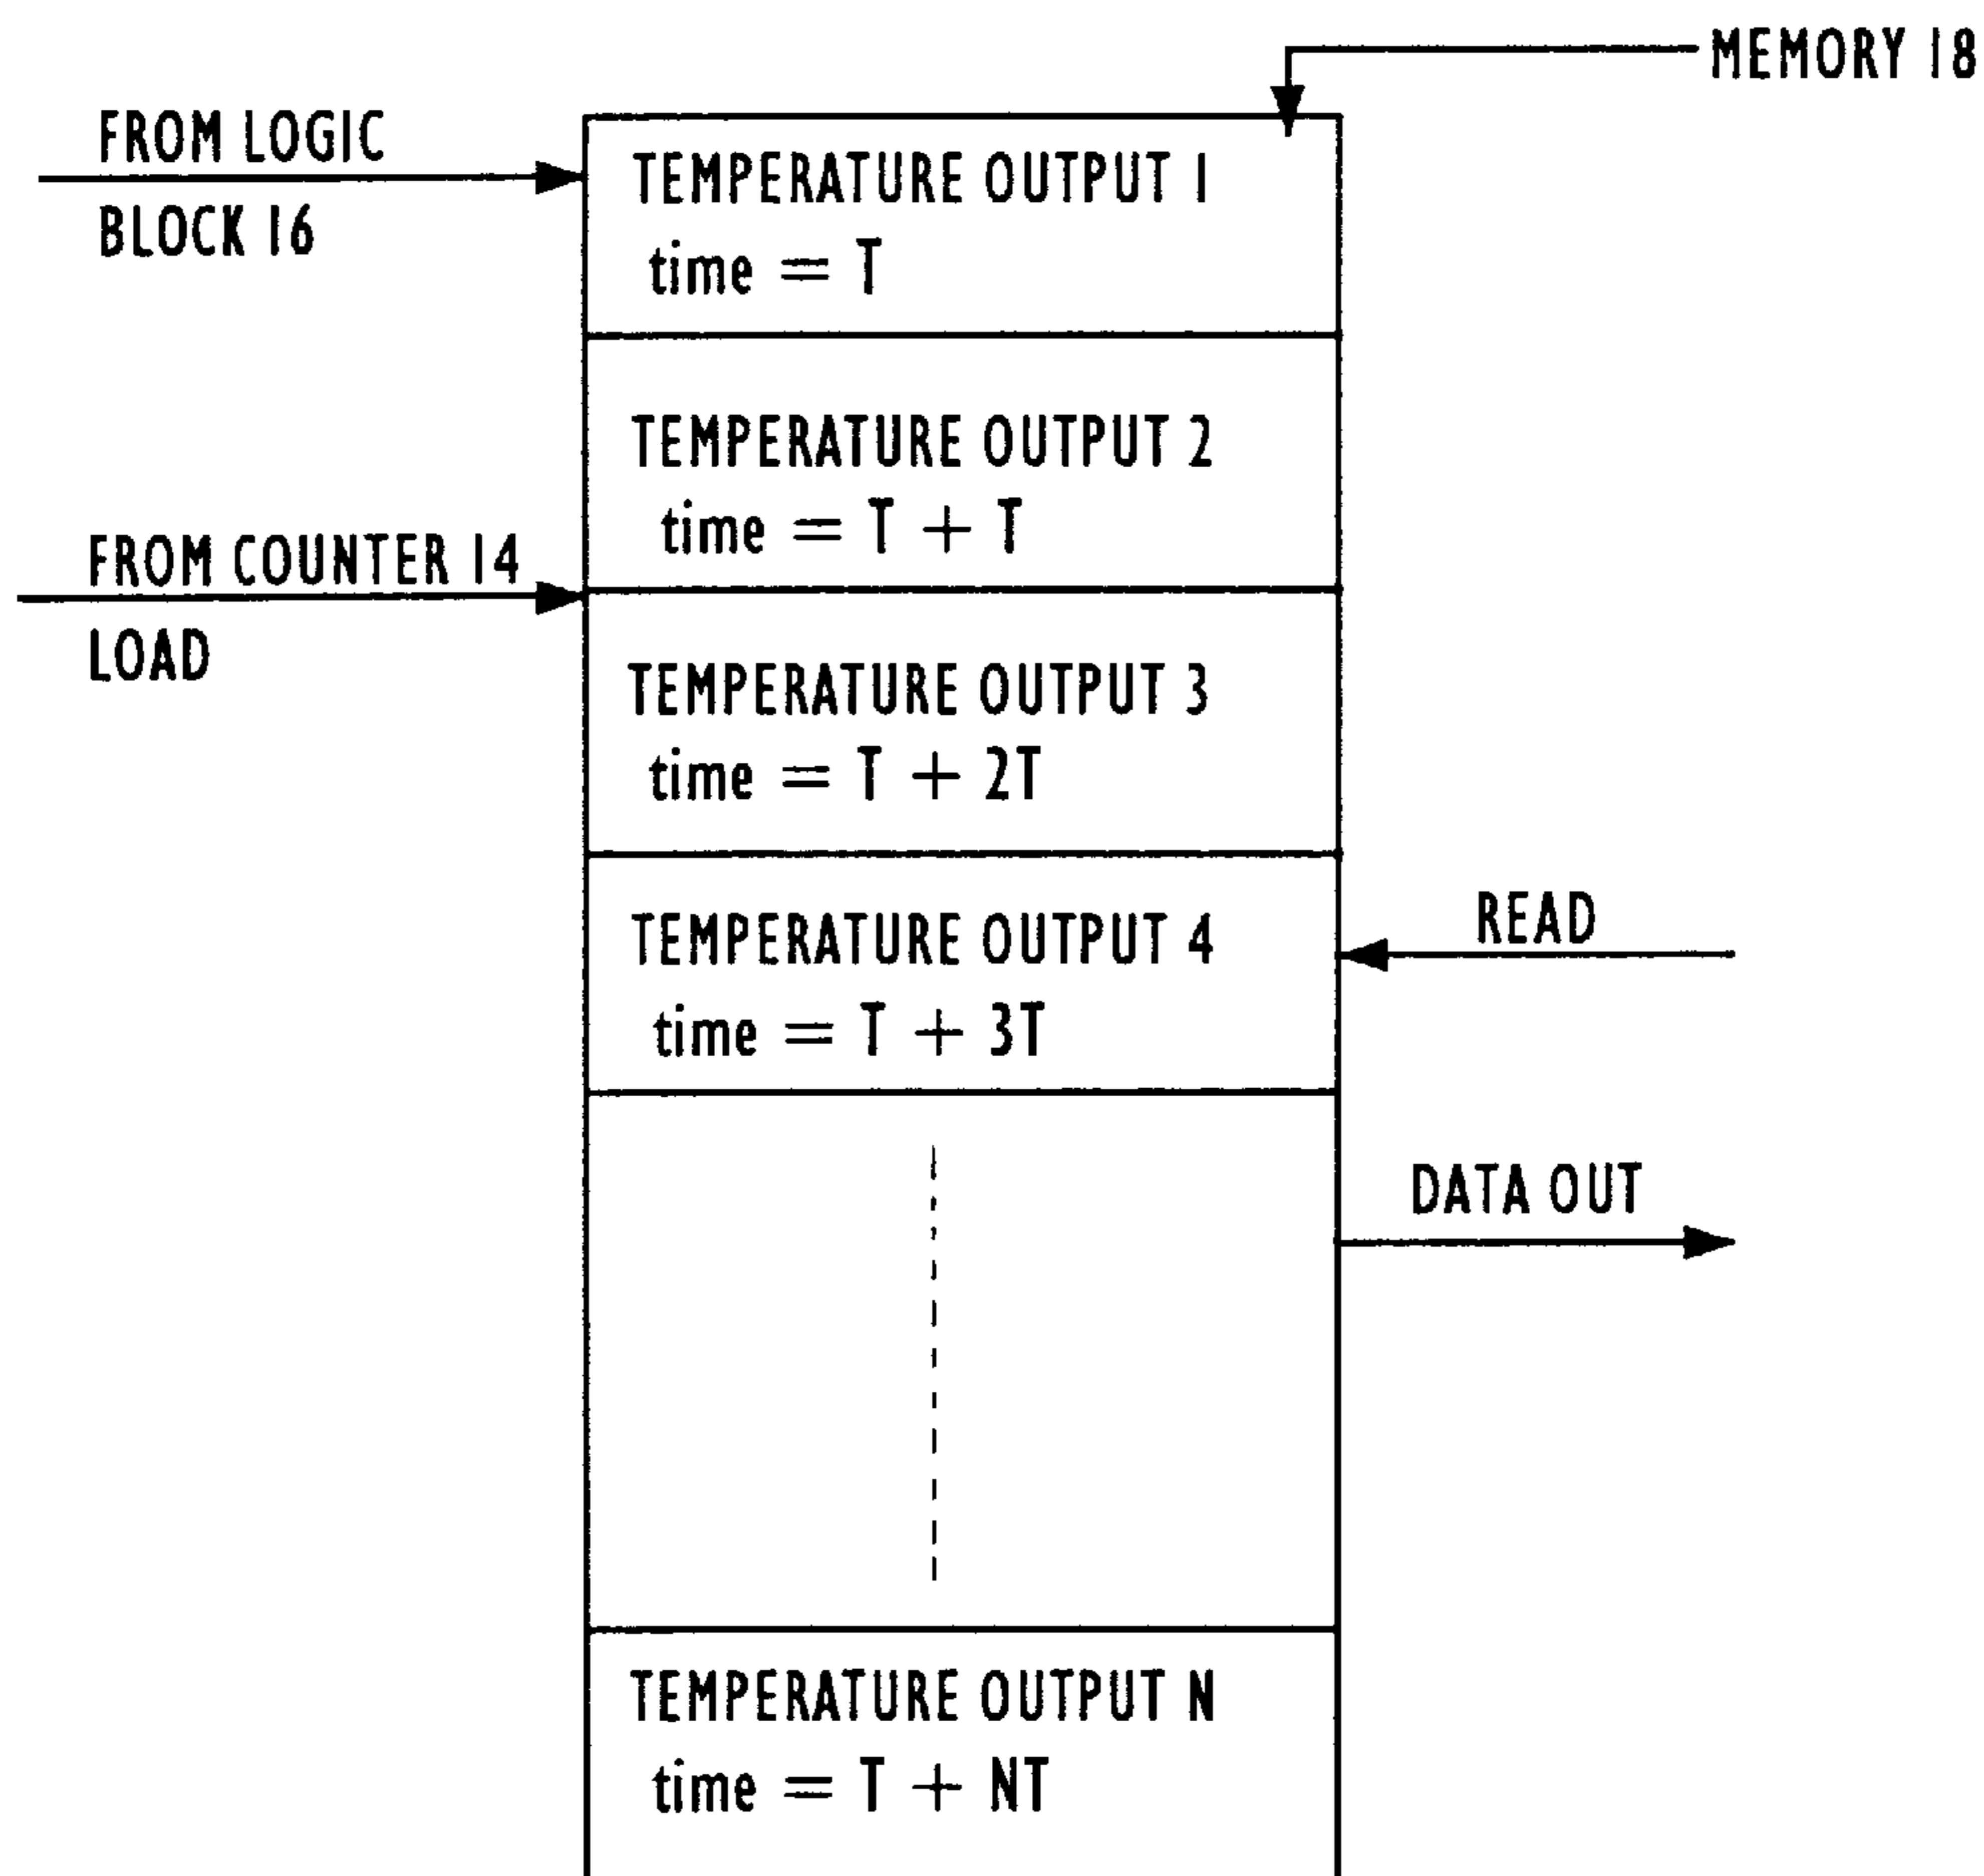 MEMORY 18
FROM LOGIC
BLOCK 16
TEMPERATURE OUTPUT 1
time = T
TEMPERATURE OUTPUT 2
time = T + T
FROM COUNTER 14
LOAD
TEMPERATURE OUTPUT 3
time = T + 2T
TEMPERATURE OUTPUT 4
time = T + 3T
READ
DATA OUT
TEMPERATURE OUTPUT N
time = T + NT